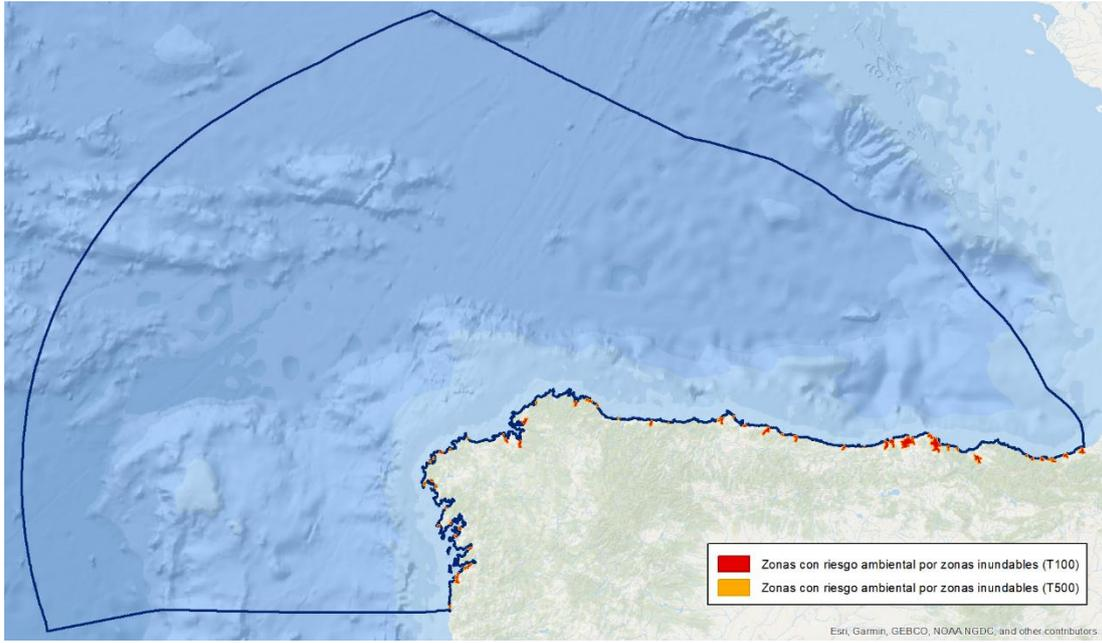 Zonas con riesgo ambiental por zonas inundables (T100)
Zonas con riesgo ambiental por zonas inundables (T500)
Esri, Garmin, GEBCO, NOAA NGDC, and other contributors